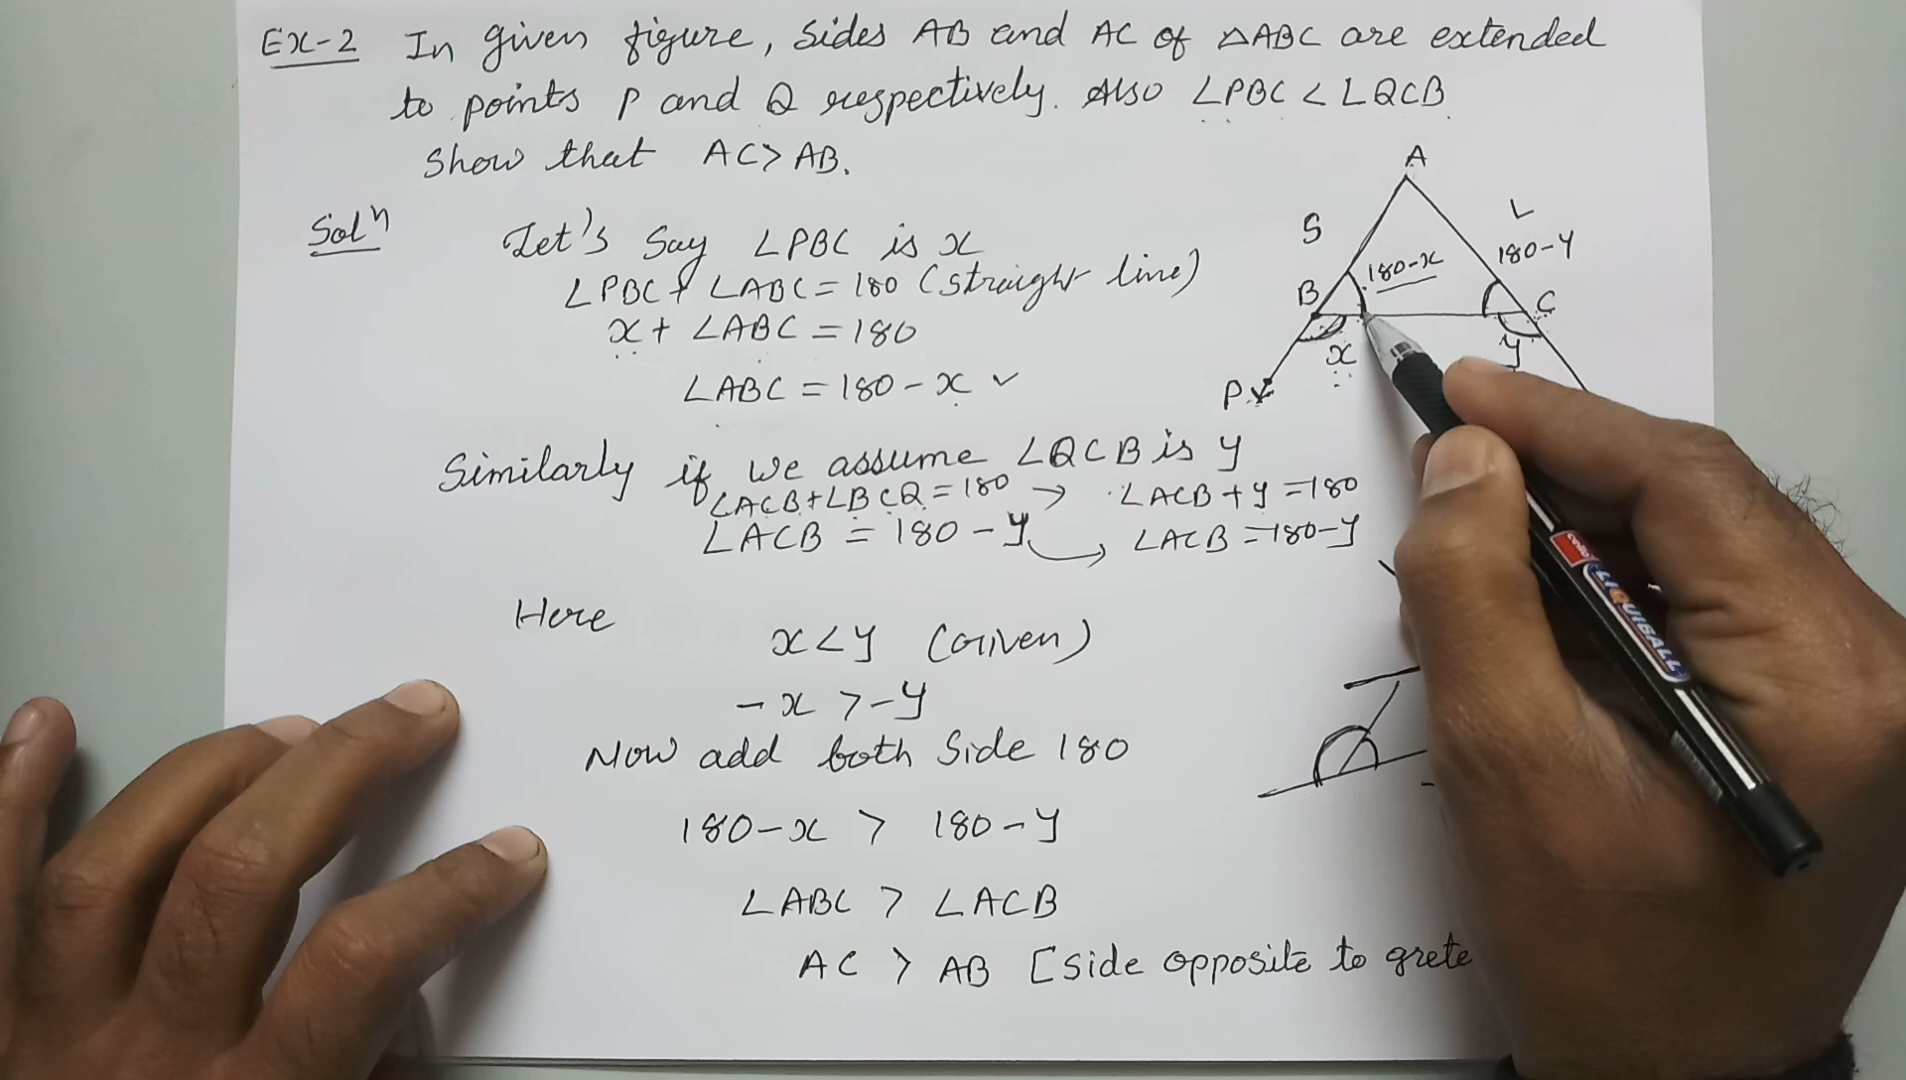 Ex-2 In given figure, sides AB and AC of △ABC are extended
to points P and Q respectively. Also ∠PBC < ∠QCB
Show that AC > AB.
Solⁿ
Let's Say ∠PBC is x
∠PBC + ∠ABC = 180 (straight line)
x + ∠ABC = 180
∠ABC = 180 - x ✓
Similarly if we assume ∠QCB is y
∠ACB + ∠BCQ = 180 → ∠ACB + y = 180
∠ACB = 180 - y → ∠ACB = 180 - y
Here
x < y (Given)
- x > - y
Now add both Side 180
180 - x > 180 - y
∠ABC > ∠ACB
AC > AB [Side opposite to grete
A
S
L
180-x
180-y
B
C
x
y
P
cello
LIQUIBALL